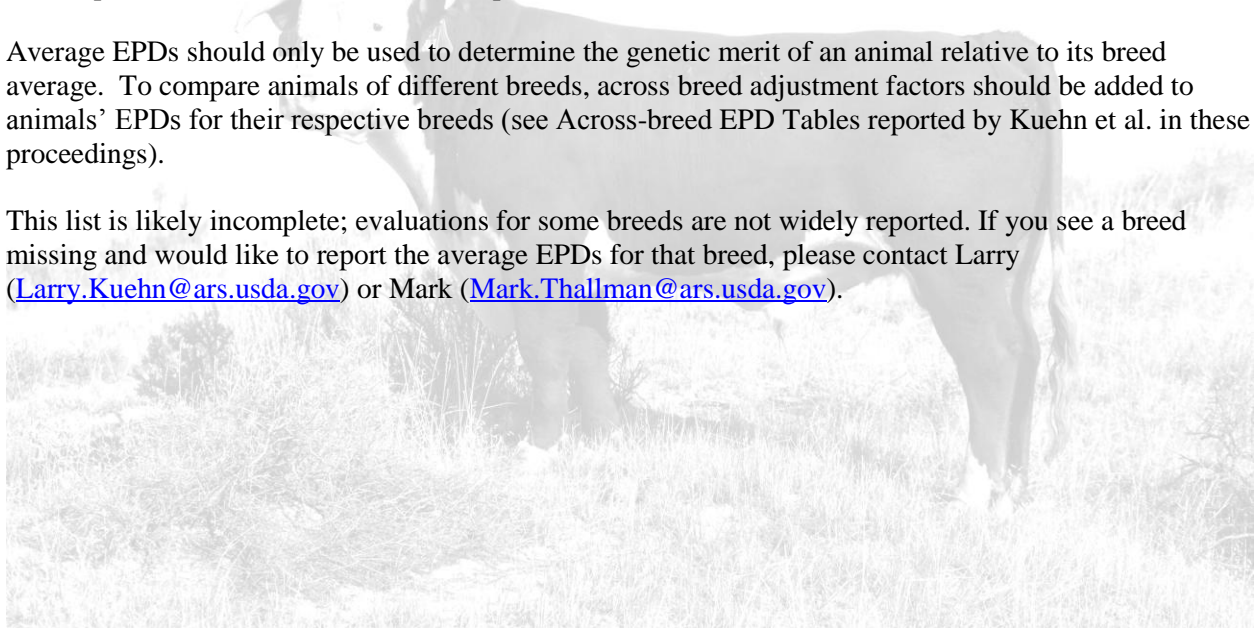 Average EPDs should only be used to determine the genetic merit of an animal relative to its breed
average.  To compare animals of different breeds, across breed adjustment factors should be added to
animals’ EPDs for their respective breeds (see Across-breed EPD Tables reported by Kuehn et al. in these
proceedings).
This list is likely incomplete; evaluations for some breeds are not widely reported. If you see a breed
missing and would like to report the average EPDs for that breed, please contact Larry
(Larry.Kuehn@ars.usda.gov) or Mark (Mark.Thallman@ars.usda.gov).